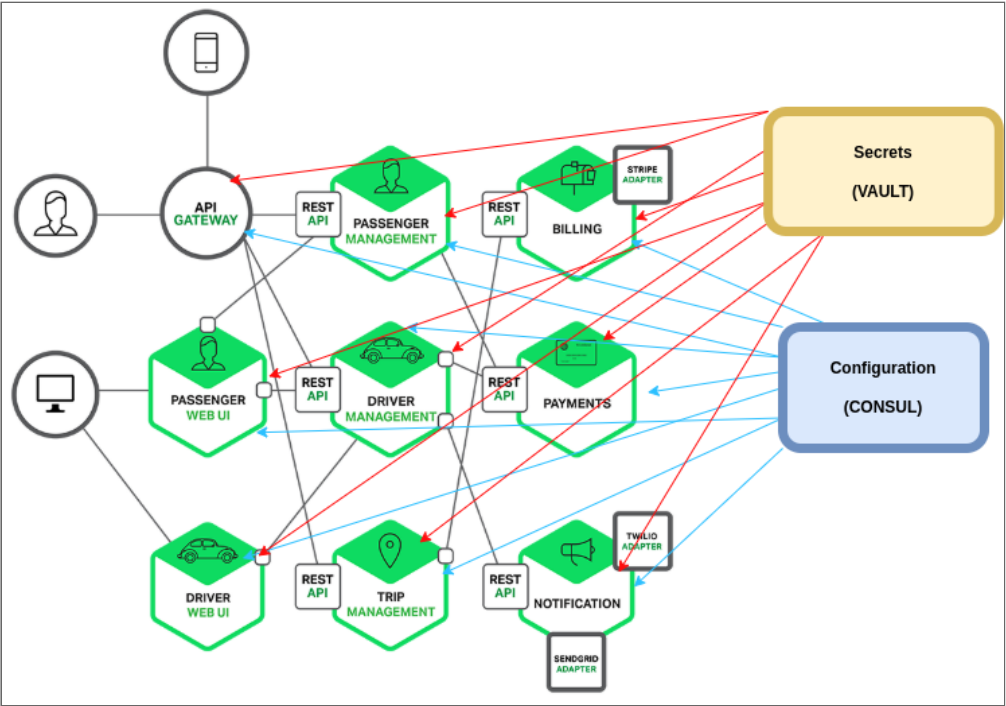 API
GATEWAY
REST
API
PASSENGER
MANAGEMENT
REST
API
BILLING
STRIPE
ADAPTER
Secrets
(VAULT)
PASSENGER
WEB UI
REST
API
DRIVER
MANAGEMENT
REST
API
PAYMENTS
Configuration
(CONSUL)
DRIVER
WEB UI
REST
API
TRIP
MANAGEMENT
REST
API
NOTIFICATION
TWILIO
ADAPTER
SENDGRID
ADAPTER